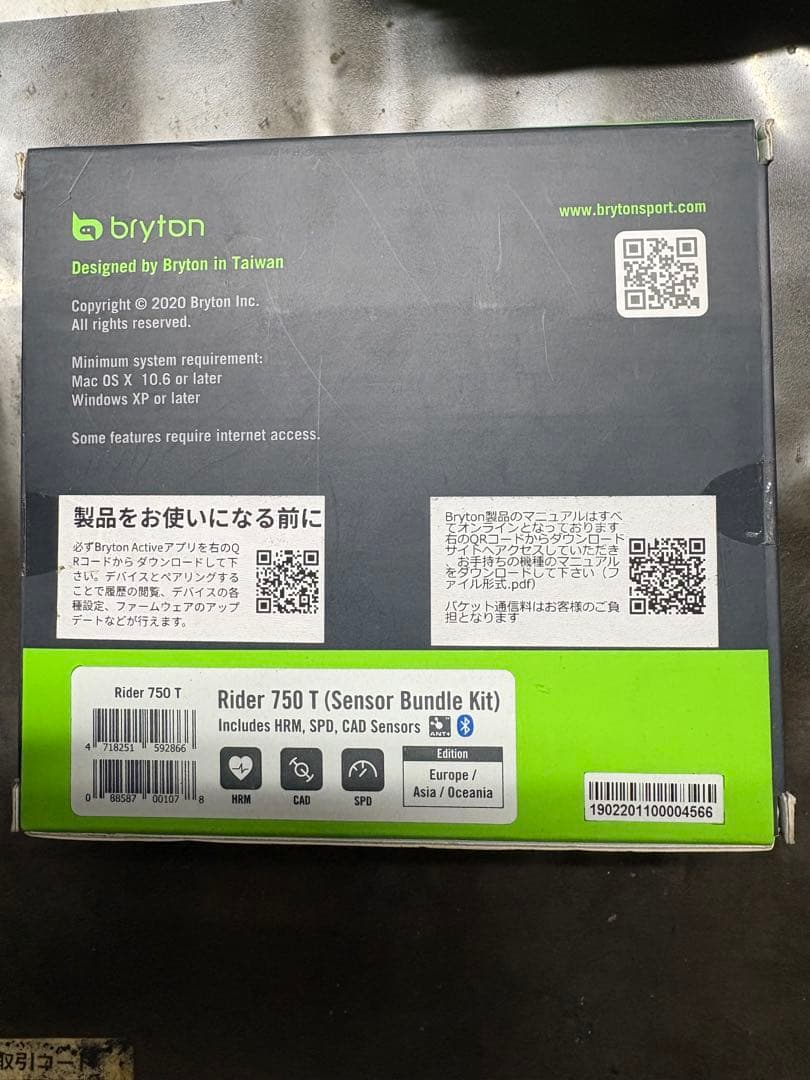 bryton
www.brytonsport.com
Designed by Bryton in Taiwan
Copyright © 2020 Bryton Inc.
All rights reserved.
Minimum system requirement:
Mac OS X 10.6 or later
Windows XP or later
Some features require internet access.
製品をお使いになる前に
必ずBryton Activeアプリを右のQ
Rコードからダウンロードして下
さい。デバイスとペアリングする
ことで履歴の閲覧、デバイスの各
種設定、ファームウェアのアップ
デートなどが行えます。
Bryton製品のマニュアルはすべ
てオンラインとなっております
右のQRコードからダウンロード
サイトへアクセスしていただき
、お手持ちの機種のマニュアル
をダウンロードして下さい（フ
ァイル形式.pdf）
パケット通信料はお客様のご負
担となります
Rider 750 T
4 718251 592866
0 88587 00107 8
Rider 750 T (Sensor Bundle Kit)
Includes HRM, SPD, CAD Sensors
ANT+
HRM
CAD
SPD
Edition
Europe /
Asia / Oceania
1902201100004566
取引コード